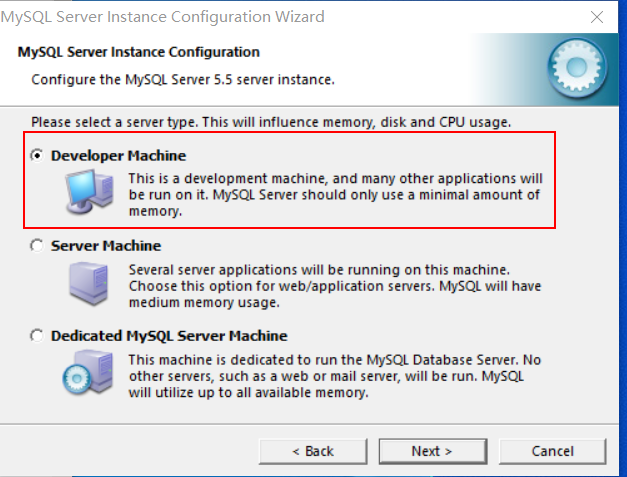 MySQL Server Instance Configuration Wizard
MySQL Server Instance Configuration
Configure the MySQL Server 5.5 server instance.
Please select a server type. This will influence memory, disk and CPU usage.
Developer Machine
This is a development machine, and many other applications will
be run on it. MySQL Server should only use a minimal amount of
memory.
Server Machine
Several server applications will be running on this machine.
Choose this option for web/application servers. MySQL will have
medium memory usage.
Dedicated MySQL Server Machine
This machine is dedicated to run the MySQL Database Server. No
other servers, such as a web or mail server, will be run. MySQL
will utilize up to all available memory.
< Back
Next >
Cancel